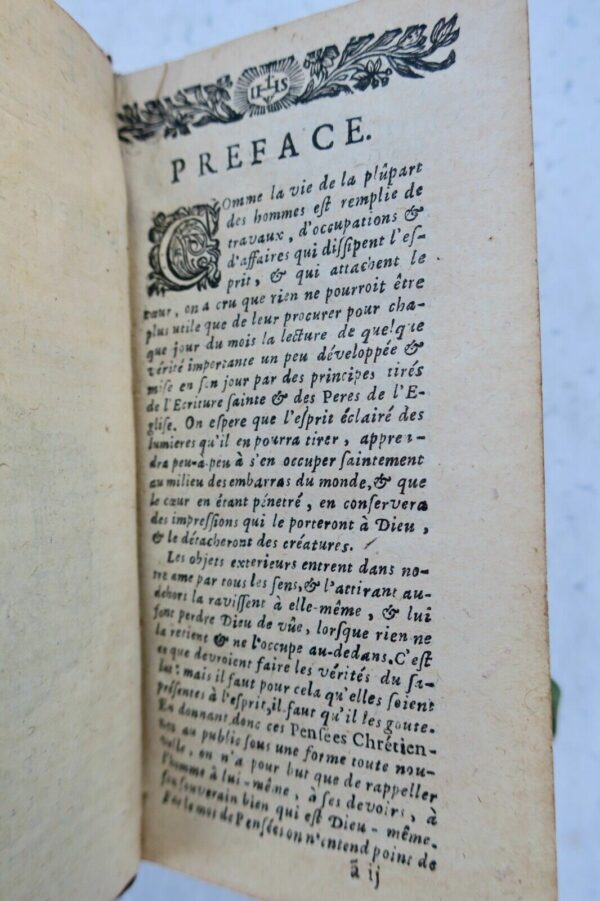 IHS
PREFACE.
Comme la vie de la plûpart
des hommes eſt remplie de
travaux, d'occupations &
d'affaires qui diſſipent l'eſ-
prit, & qui attachent le
cœur, on a cru que rien ne pourroit être
plus utile que de leur procurer pour cha-
que jour du mois la lecture de quelque
vérité importante un peu développée &
miſe en ſon jour par des principes tirés
de l'Ecriture ſainte & des Peres de l'E-
gliſe. On eſpere que l'eſprit éclairé des
lumieres qu'il en pourra tirer, appren-
dra peu-à-peu à s'en occuper ſaintement
au milieu des embarras du monde, & que
le cœur en étant pénetré, en conſervera
des impreſſions qui le porteront à Dieu,
& le détacheront des créatures.
Les objets exterieurs entrent dans no-
tre ame par tous les ſens, & l'attirant au-
dehors la raviſſent à elle-même, & lui
font perdre Dieu de vûe, lorſque rien ne
la retient & ne l'occupe au-dedans. C'eſt
ce que devroient faire les vérités du ſa-
lut: mais il faut pour cela qu'elles ſoient
préſentes à l'eſprit, il faut qu'il les goute.
En donnant donc ces Penſées Chrétien-
nes au public ſous une forme toute nou-
velle, on n'a pour but que de rappeller
l'homme à lui-même, à ſes devoirs, à
ſon ſouverain bien qui eſt Dieu-même.
Par le mot de Penſées on n'entend point de
ã ij